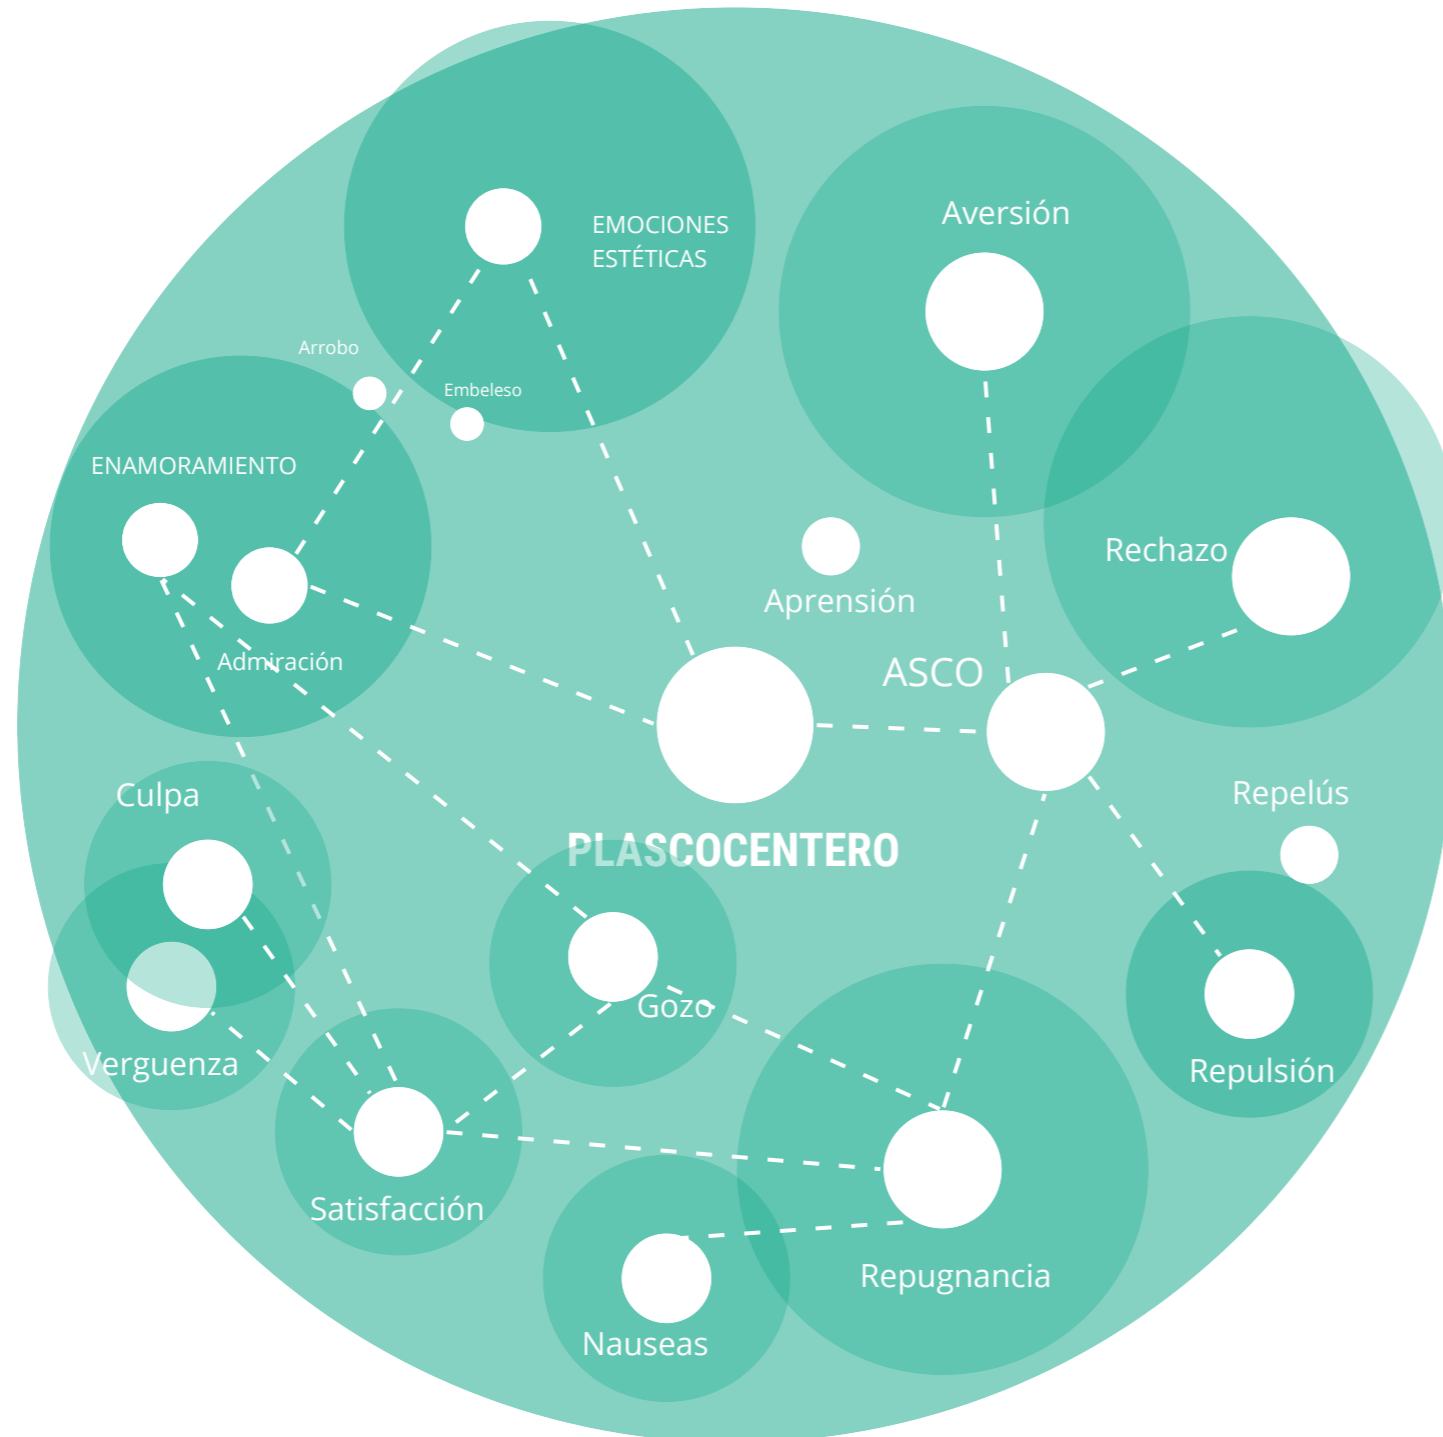 Aversión
EMOCIONES
ESTÉTICAS
Arrobo
Embeleso
ENAMORAMIENTO
Rechazo
Aprensión
Admiración
ASCO
Culpa
Repelús
PLASCOCENTERO
Gozo
Verguenza
Repulsión
Satisfacción
Repugnancia
Nauseas